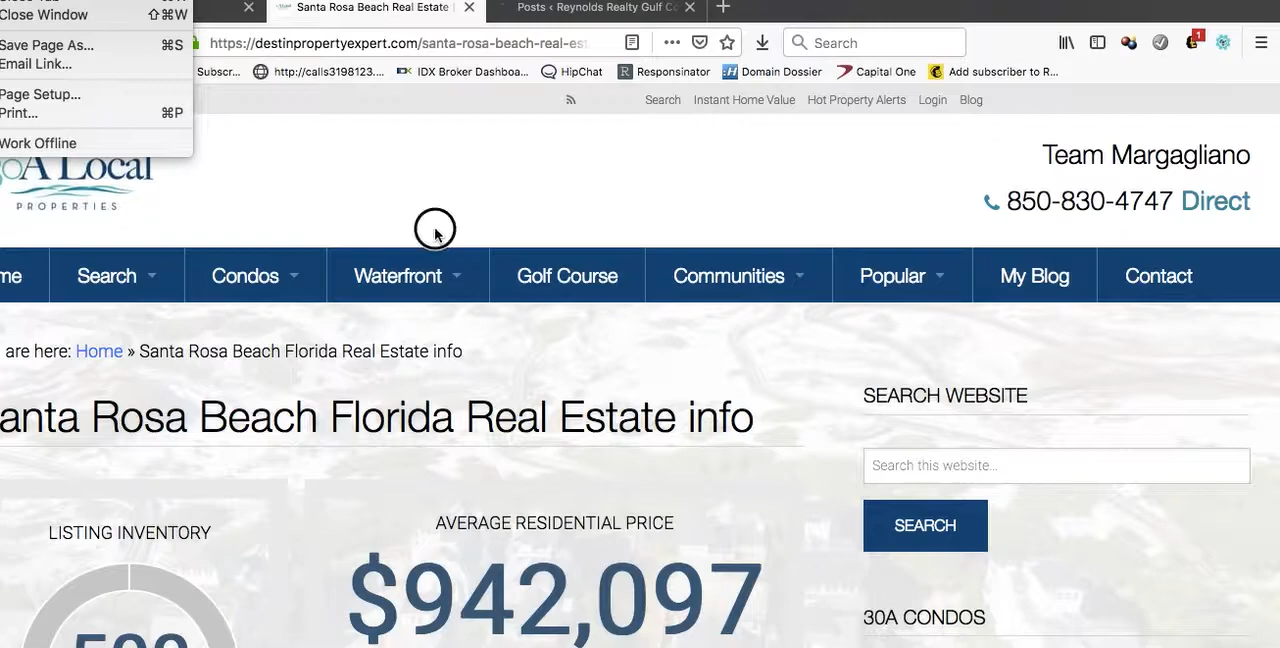 Santa Rosa Beach Real Estate |
Posts ‹ Reynolds Realty Gulf Co
Close Window ⇧⌘W
https://destinpropertyexpert.com/santa-rosa-beach-real-est
Search
1
Save Page As... ⌘S
Email Link...
Subscr... http://calls3198123.... IDX Broker Dashboa... HipChat Responsinator Domain Dossier Capital One Add subscriber to R...
Page Setup...
Search Instant Home Value Hot Property Alerts Login Blog
Print... ⌘P
Work Offline
A Local
PROPERTIES
Team Margagliano
850-830-4747 Direct
me Search Condos Waterfront Golf Course Communities Popular My Blog Contact
are here: Home » Santa Rosa Beach Florida Real Estate info
anta Rosa Beach Florida Real Estate info
SEARCH WEBSITE
Search this website...
SEARCH
LISTING INVENTORY
AVERAGE RESIDENTIAL PRICE
$942,097
30A CONDOS